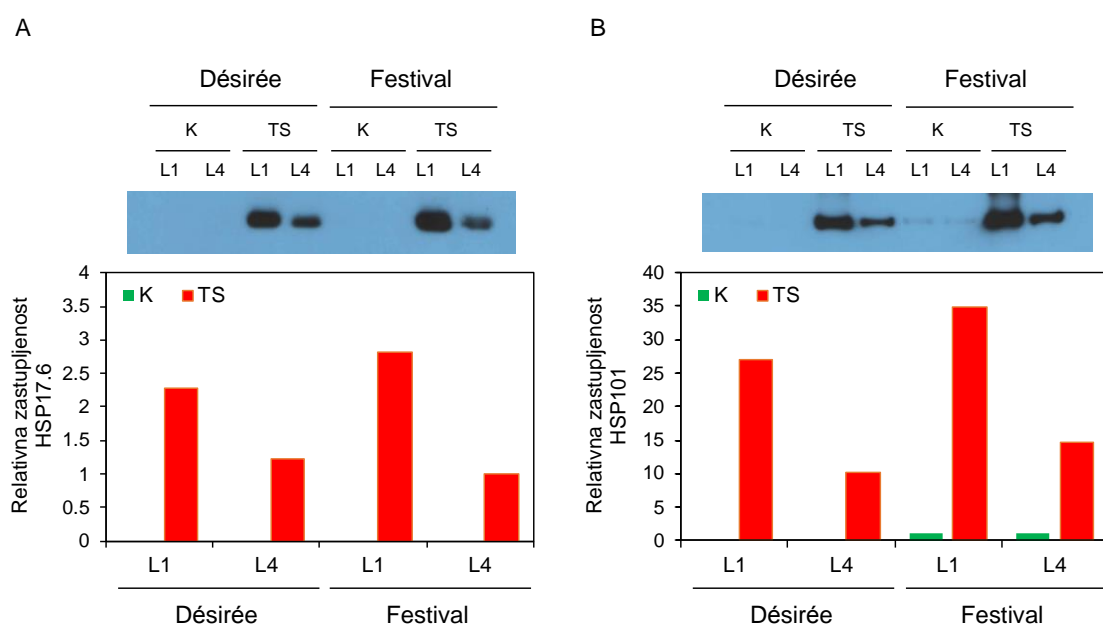 A
Désirée Festival
K TS K TS
L1 L4 L1 L4 L1 L4 L1 L4
Relativna zastupljenost
HSP17.6
4
3.5
3
2.5
2
1.5
1
0.5
0
K TS
L1 L4 L1 L4
Désirée Festival
B
Désirée Festival
K TS K TS
L1 L4 L1 L4 L1 L4 L1 L4
Relativna zastupljenost
HSP101
40
35
30
25
20
15
10
5
0
K TS
L1 L4 L1 L4
Désirée Festival